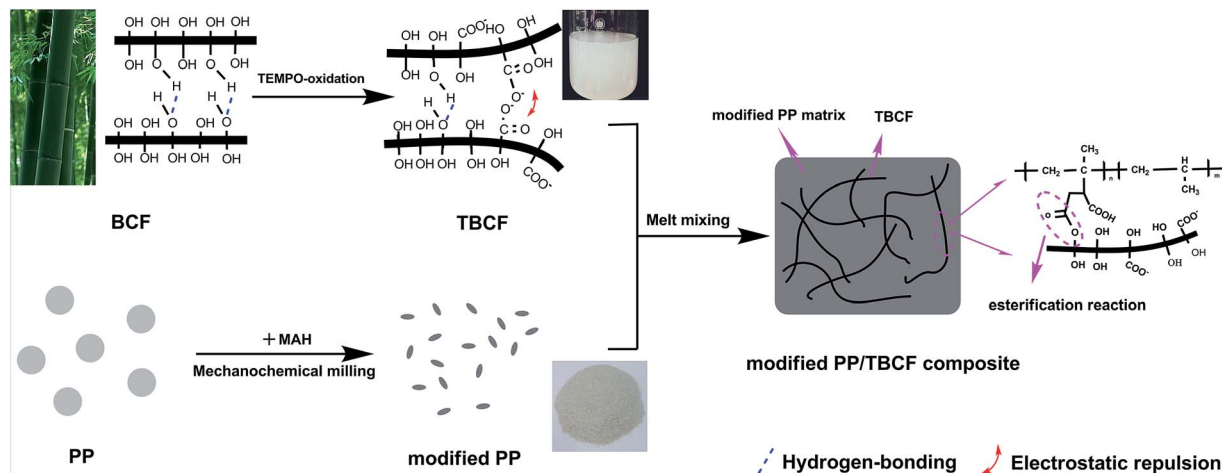 OH OH OH OH OH
OH O OH O OH
H H
H H
OH O OH O OH
OH OH OH OH OH
BCF
TEMPO-oxidation
OH OH COO⁻ HO OH
OH O OH C=O OH
H O⁻
H O⁻
OH O OH C=O OH
OH OH OH OH OH OH COO⁻
TBCF
PP
+MAH
Mechanochemical milling
modified PP
Melt mixing
modified PP matrix TBCF
modified PP/TBCF composite
CH₃ H
CH₂ C n CH₂ C m
CH₃
COOH
O
O
OH OH OH HO COO⁻
OH OH COO⁻ OH OH
esterification reaction
Hydrogen-bonding Electrostatic repulsion